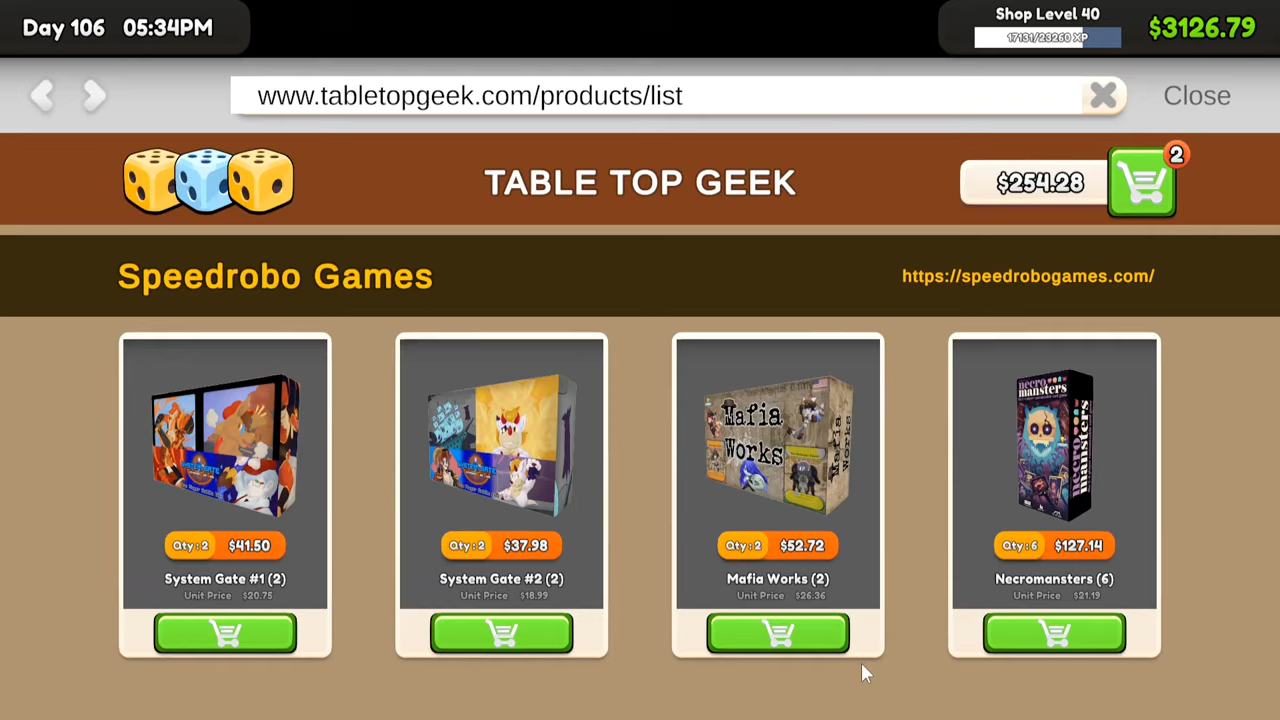 Day 106 05:34PM
Shop Level 40
17131/23260 XP
$3126.79
www.tabletopgeek.com/products/list
Close
TABLE TOP GEEK
$254.28
2
Speedrobo Games
https://speedrobogames.com/
Mafia
Works
Mafia
Works
necro
mansters
necro
mansters
Qty: 2 $41.50
System Gate #1 (2)
Unit Price $20.75
Qty: 2 $37.98
System Gate #2 (2)
Unit Price $18.99
Qty: 2 $52.72
Mafia Works (2)
Unit Price $26.36
Qty: 6 $127.14
Necromansters (6)
Unit Price $21.19